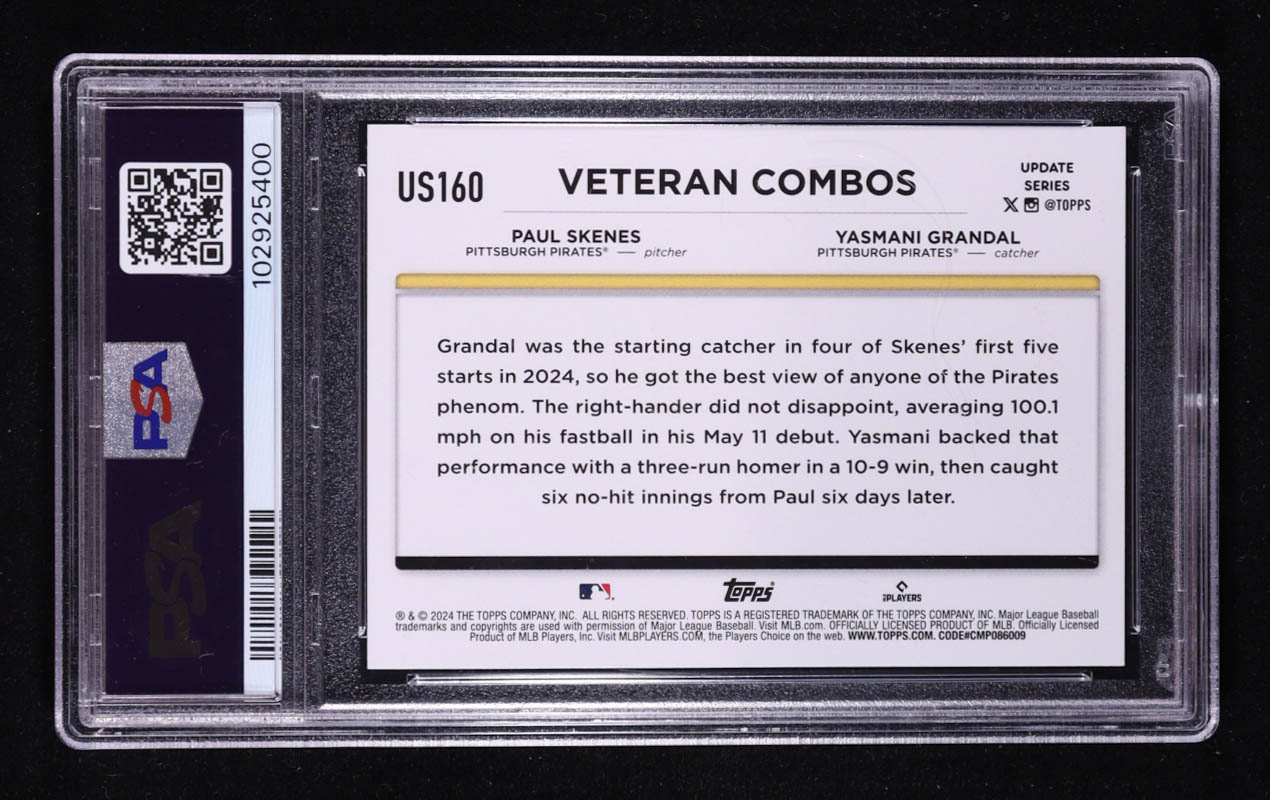 102925400
PSA
PSA
US160
VETERAN COMBOS
UPDATE
SERIES
X @TOPPS
PAUL SKENES
PITTSBURGH PIRATES® — pitcher
YASMANI GRANDAL
PITTSBURGH PIRATES® — catcher
Grandal was the starting catcher in four of Skenes' first five
starts in 2024, so he got the best view of anyone of the Pirates
phenom. The right-hander did not disappoint, averaging 100.1
mph on his fastball in his May 11 debut. Yasmani backed that
performance with a three-run homer in a 10-9 win, then caught
six no-hit innings from Paul six days later.
Topps®
PLAYERS
® & © 2024 THE TOPPS COMPANY, INC. ALL RIGHTS RESERVED. TOPPS IS A REGISTERED TRADEMARK OF THE TOPPS COMPANY, INC. Major League Baseball
trademarks and copyrights are used with permission of Major League Baseball. Visit MLB.com. OFFICIALLY LICENSED PRODUCT OF MLB. Officially Licensed
Product of MLB Players, Inc. Visit MLBPLAYERS.COM, the Players Choice on the web. WWW.TOPPS.COM. CODE#CMP086009